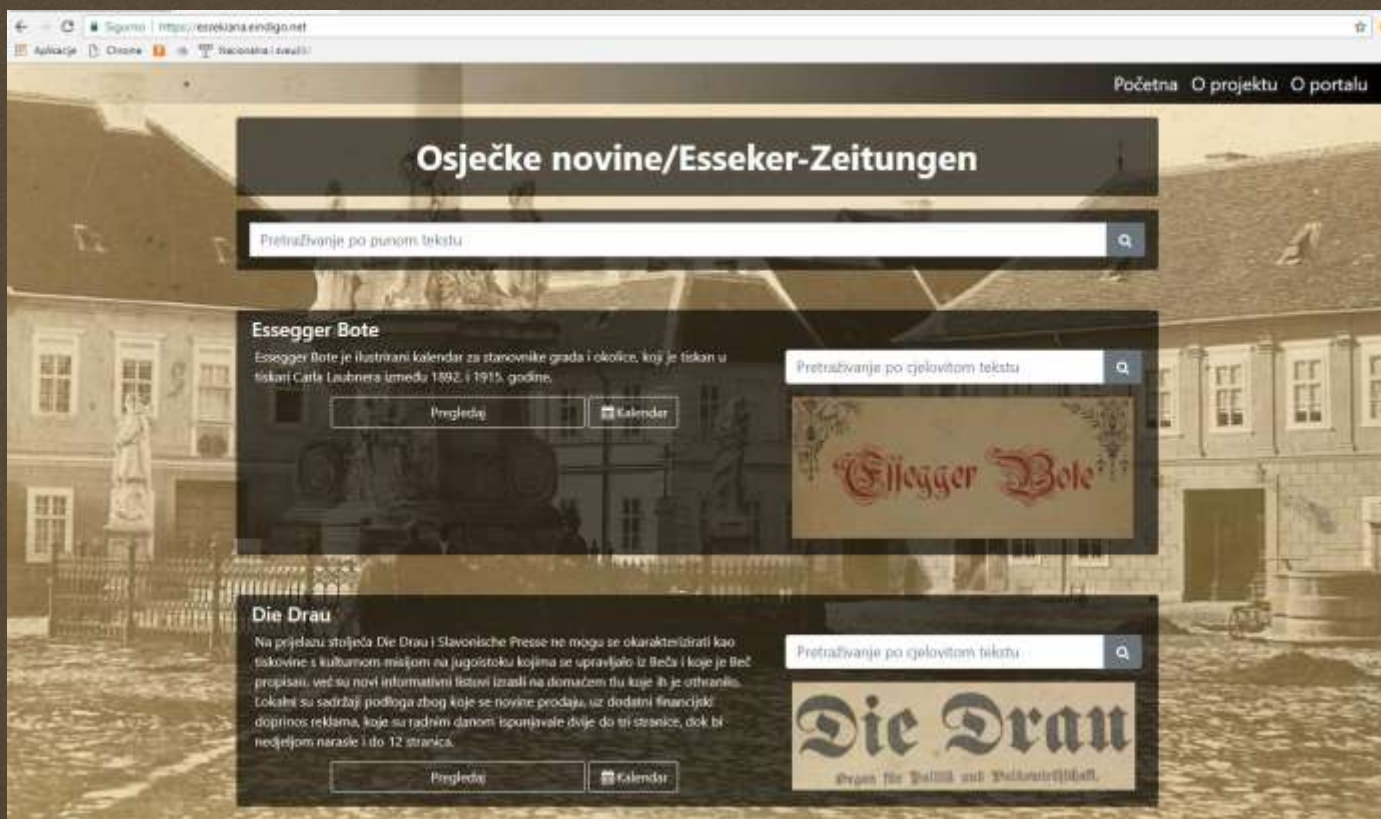 Sigurno | https://essekiana.eindigo.net
Aplikacije Chrome Nacionalna i sveučili
Početna O projektu O portalu
Osječke novine/Esseker-Zeitungen
Pretraživanje po punom tekstu
Essegger Bote
Essegger Bote je ilustrirani kalendar za stanovnike grada i okolice, koji je tiskan u
tiskari Carla Laubnera između 1892. i 1915. godine.
Pretraživanje po cjelovitom tekstu
Pregledaj Kalendar
Essegger Bote
Die Drau
Na prijelazu stoljeća Die Drau i Slavonische Presse ne mogu se okarakterizirati kao
tiskovine s kulturnom misijom na jugoistoku kojima se upravljalo iz Beča i koje je Beč
propisao, već su novi informativni listovi izrasli na domaćem tlu koje ih je othranilo.
Lokalni su sadržaji podloga zbog koje se novine prodaju, uz dodatni financijski
doprinos reklama, koje su radnim danom ispunjavale dvije do tri stranice, dok bi
nedjeljom narasle i do 12 stranica.
Pretraživanje po cjelovitom tekstu
Pregledaj Kalendar
Die Drau
Organ für Politik und Volkswirthschaft.